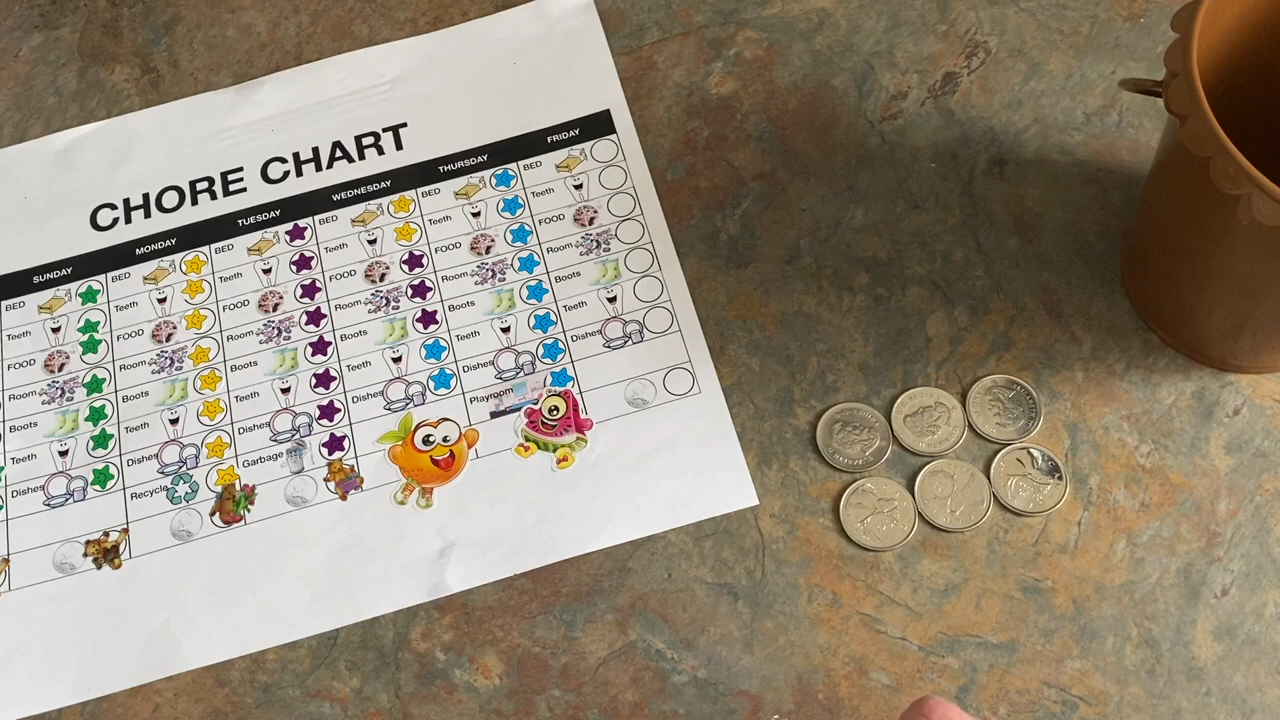 CHORE CHART
SUNDAY MONDAY TUESDAY WEDNESDAY THURSDAY FRIDAY
BED BED BED BED BED BED
Teeth Teeth Teeth Teeth Teeth Teeth
FOOD FOOD FOOD FOOD FOOD FOOD
Room Room Room Room Room Room
Boots Boots Boots Boots Boots Boots
Teeth Teeth Teeth Teeth Teeth Teeth
Dishes Dishes Dishes Dishes Dishes Dishes
Recycle Garbage Playroom